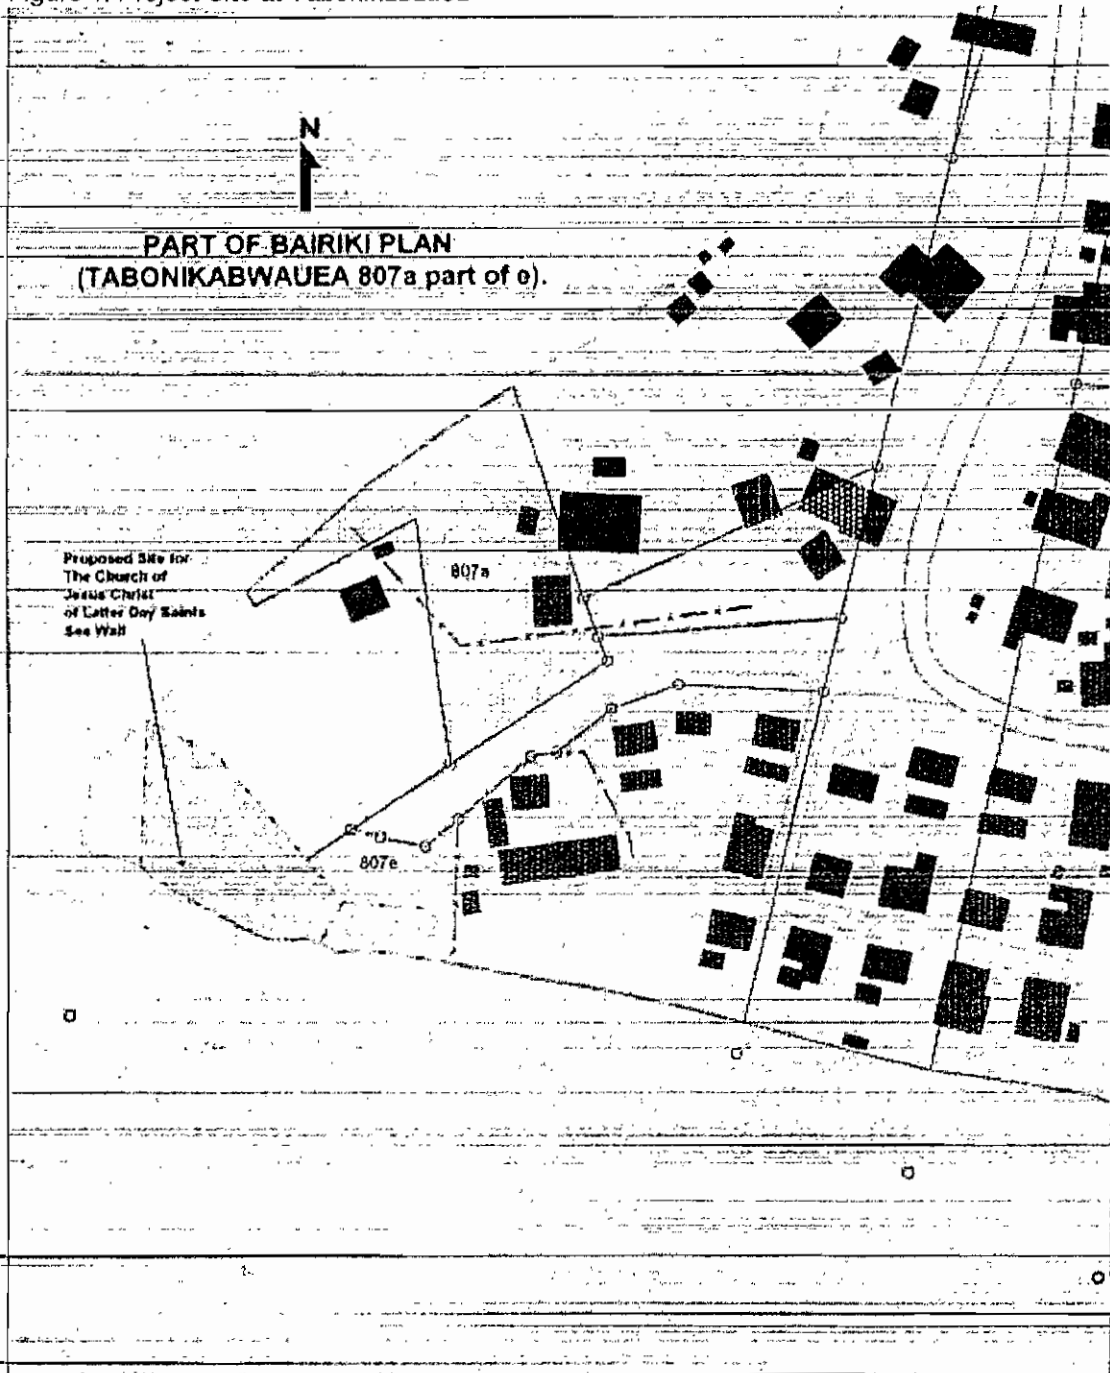 N
PART OF BAIRIKI PLAN
(TABONIKABWAUEA 807a part of e).
Proposed Site for
The Church of
Jesus Christ
of Latter Day Saints
See Wall
807a
807e